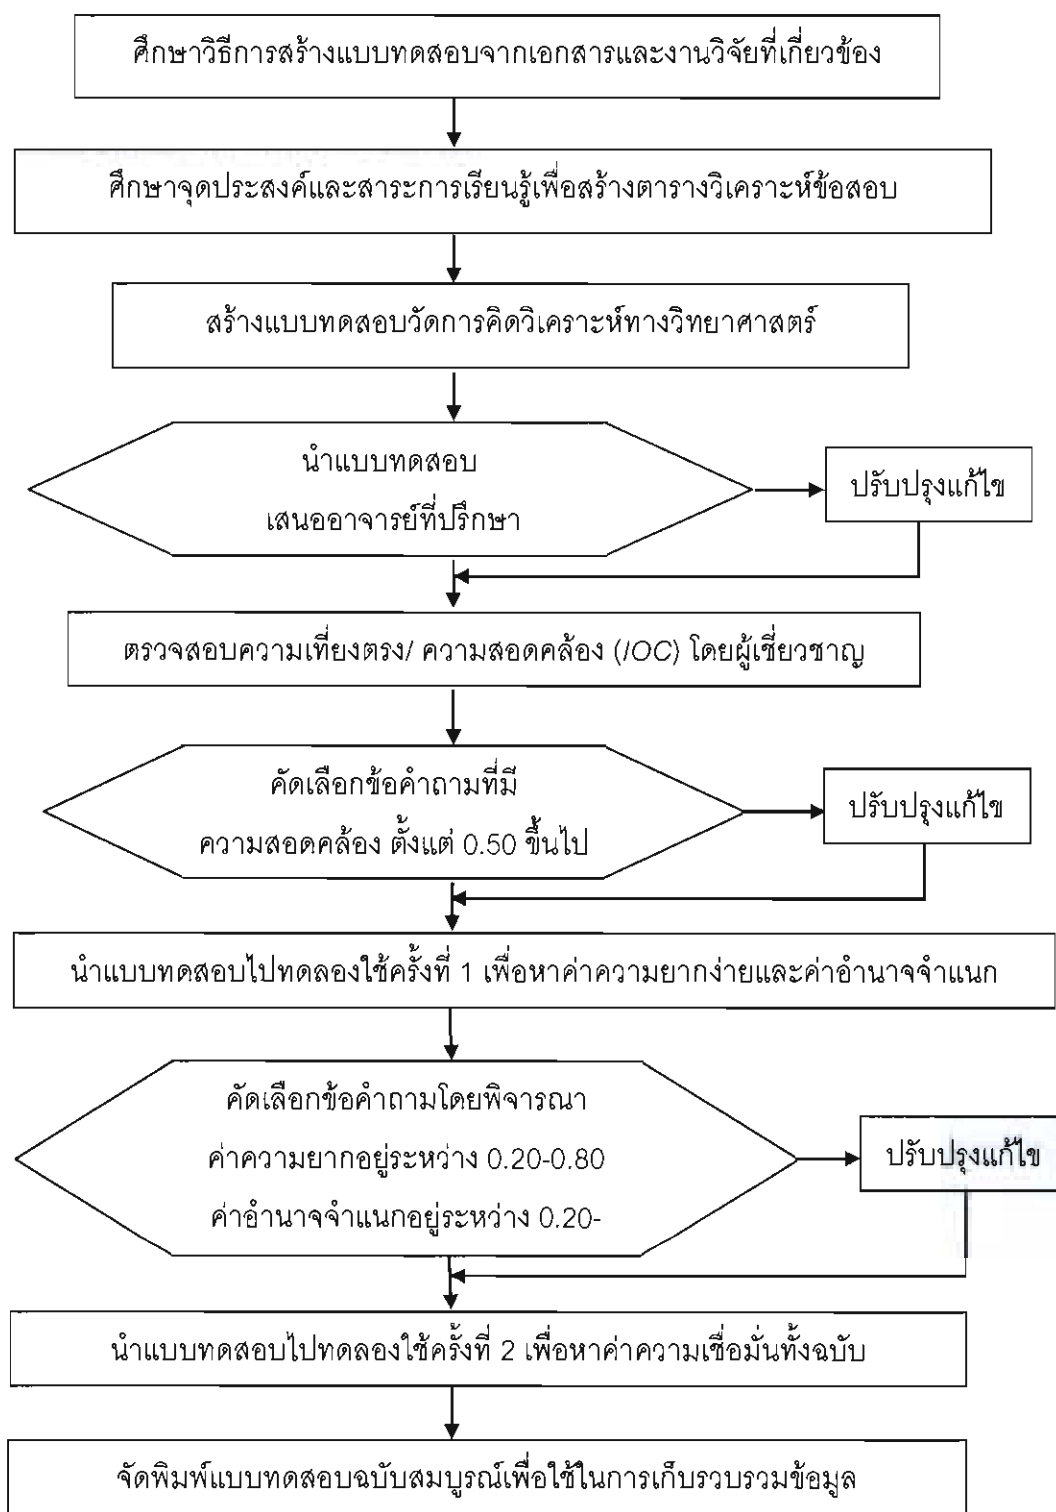 ศึกษาวิธีการสร้างแบบทดสอบจากเอกสารและงานวิจัยที่เกี่ยวข้อง
ศึกษาจุดประสงค์และสาระการเรียนรู้เพื่อสร้างตารางวิเคราะห์ข้อสอบ
สร้างแบบทดสอบวัดการคิดวิเคราะห์ทางวิทยาศาสตร์
นำแบบทดสอบ
เสนออาจารย์ที่ปรึกษา
ปรับปรุงแก้ไข
ตรวจสอบความเที่ยงตรง/ ความสอดคล้อง (IOC) โดยผู้เชี่ยวชาญ
คัดเลือกข้อคำถามที่มี
ความสอดคล้อง ตั้งแต่ 0.50 ขึ้นไป
ปรับปรุงแก้ไข
นำแบบทดสอบไปทดลองใช้ครั้งที่ 1 เพื่อหาค่าความยากง่ายและค่าอำนาจจำแนก
คัดเลือกข้อคำถามโดยพิจารณา
ค่าความยากอยู่ระหว่าง 0.20-0.80
ค่าอำนาจจำแนกอยู่ระหว่าง 0.20-
ปรับปรุงแก้ไข
นำแบบทดสอบไปทดลองใช้ครั้งที่ 2 เพื่อหาค่าความเชื่อมั่นทั้งฉบับ
จัดพิมพ์แบบทดสอบฉบับสมบูรณ์เพื่อใช้ในการเก็บรวบรวมข้อมูล